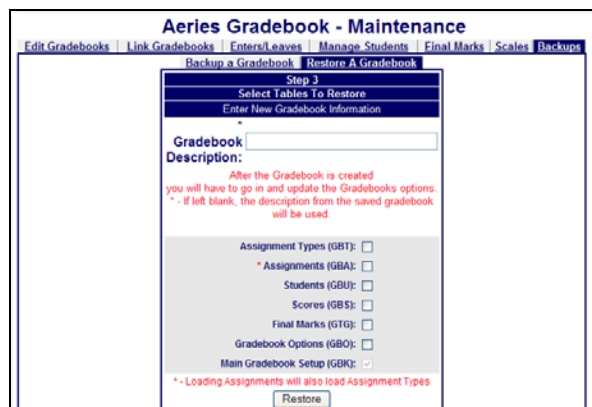 Aeries Gradebook - Maintenance
Edit Gradebooks Link Gradebooks Enters/Leaves Manage Students Final Marks Scales Backups
Backup a Gradebook Restore A Gradebook
Step 3
Select Tables To Restore
Enter New Gradebook Information
*
Gradebook
Description:
After the Gradebook is created
you will have to go in and update the Gradebooks options.
* - If left blank, the description from the saved gradebook
will be used.
Assignment Types (GBT):
* Assignments (GBA):
Students (GBU):
Scores (GBS):
Final Marks (GTG):
Gradebook Options (GBO):
Main Gradebook Setup (GBK):
* - Loading Assignments will also load Assignment Types
Restore